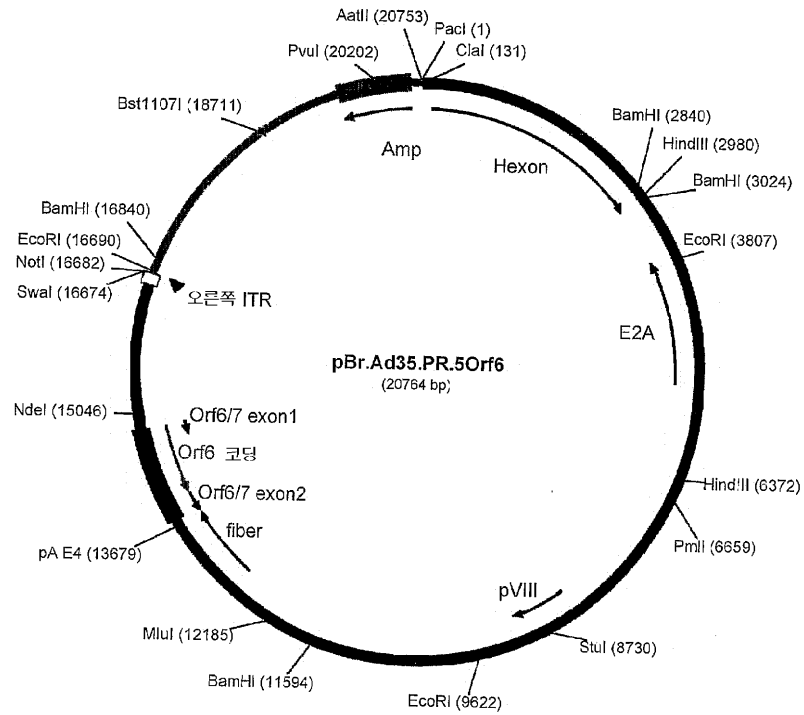 AatII (20753)
PacI (1)
PvuI (20202)
ClaI (131)
Bst1107I (18711)
BamHI (2840)
Amp
Hexon
HindIII (2980)
BamHI (3024)
BamHI (16840)
EcoRI (16690)
EcoRI (3807)
NotI (16682)
SwaI (16674)
오른쪽 ITR
E2A
pBr.Ad35.PR.5Orf6
(20764 bp)
NdeI (15046)
Orf6/7 exon1
Orf6 코딩
Orf6/7 exon2
HindIII (6372)
fiber
pA E4 (13679)
PmlI (6659)
pVIII
MluI (12185)
StuI (8730)
BamHI (11594)
EcoRI (9622)